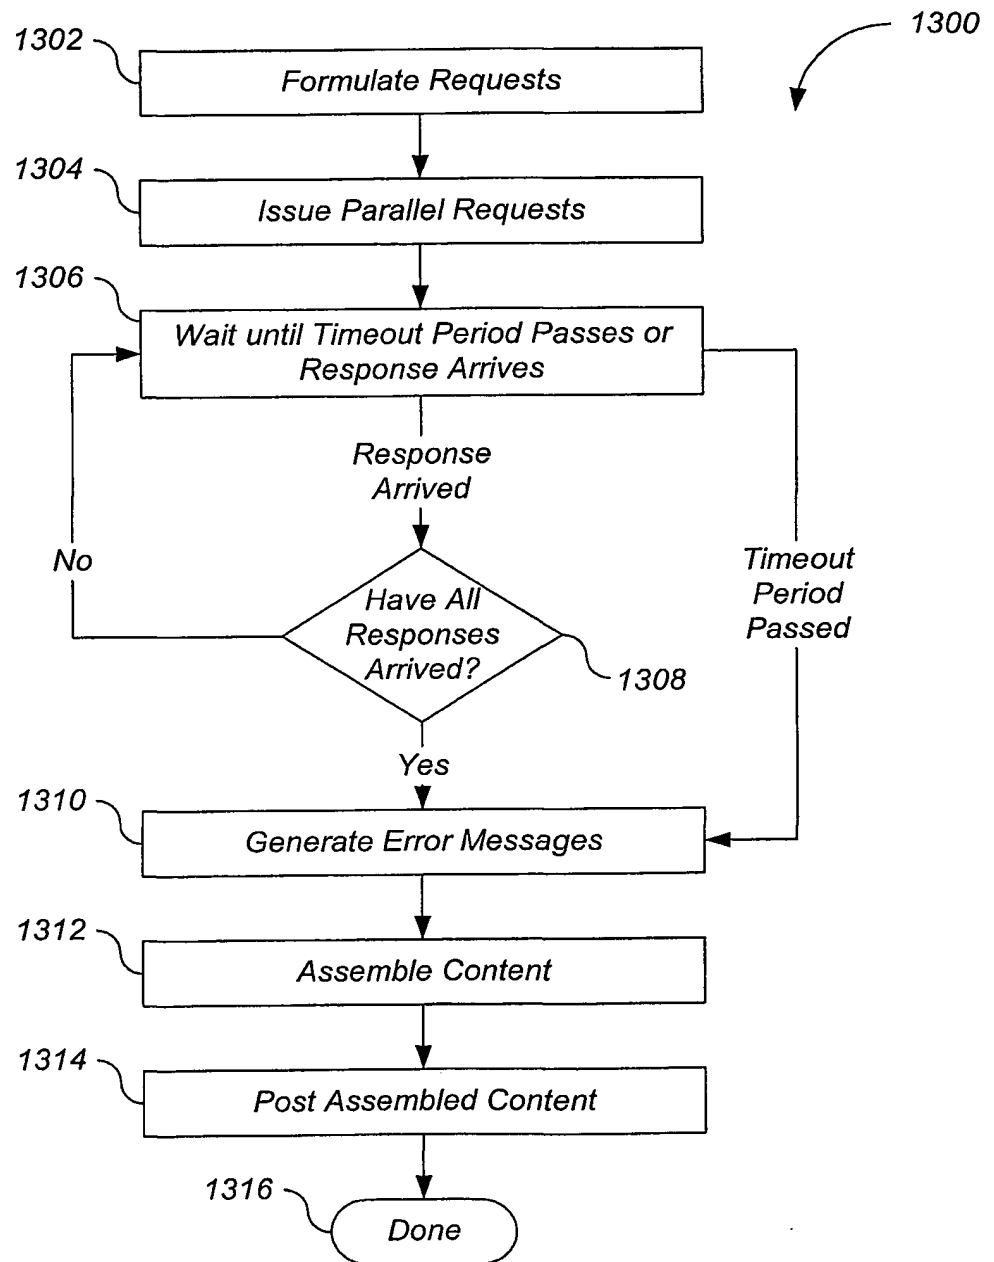 1300
1302
Formulate Requests
1304
Issue Parallel Requests
1306
Wait until Timeout Period Passes or
Response Arrives
Response
Arrived
No
Have All
Responses
Arrived?
1308
Timeout
Period
Passed
Yes
1310
Generate Error Messages
1312
Assemble Content
1314
Post Assembled Content
1316
Done